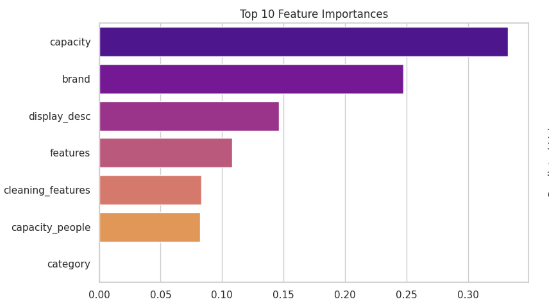 Top 10 Feature Importances
capacity
brand
display_desc
features
cleaning_features
capacity_people
category
0.00 0.05 0.10 0.15 0.20 0.25 0.30